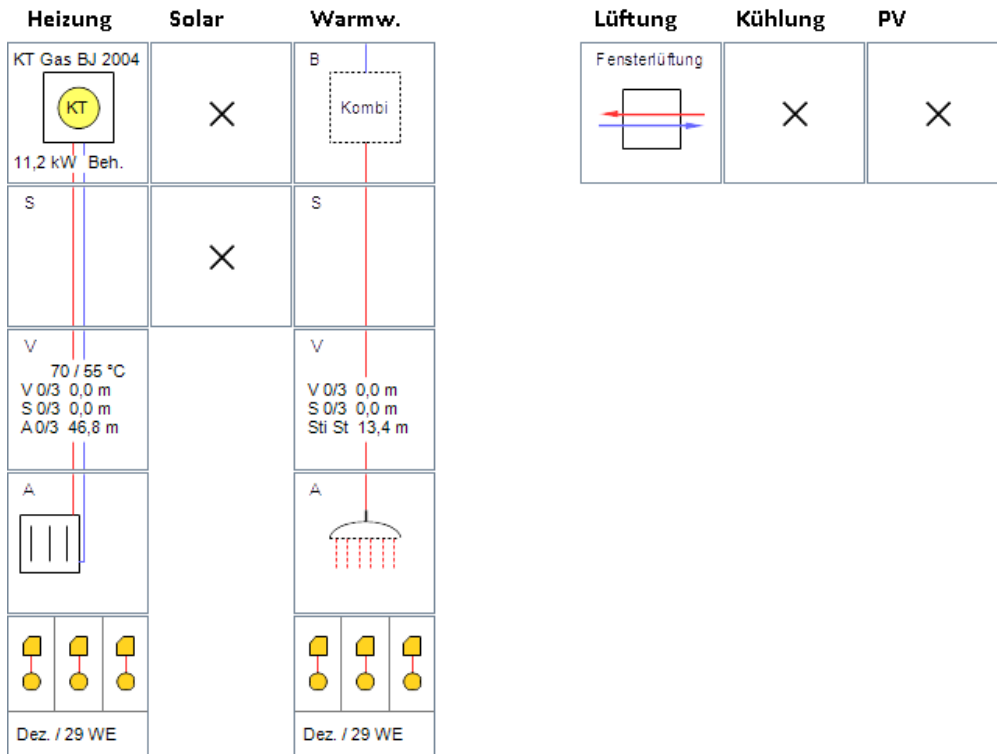 Heizung
Solar
Warmw.
Lüftung
Kühlung
PV
KT Gas BJ 2004
KT
11,2 kW Beh.
B
Kombi
Fensterlüftung
S
S
V
70 / 55 °C
V 0/3 0,0 m
S 0/3 0,0 m
A 0/3 46,8 m
V
V 0/3 0,0 m
S 0/3 0,0 m
Sti St 13,4 m
A
A
Dez. / 29 WE
Dez. / 29 WE